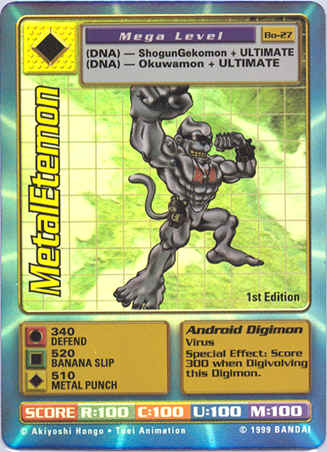 Mega Level Bo-27
(DNA) — ShogunGekomon + ULTIMATE
(DNA) — Okuwamon + ULTIMATE
MetalEtemon
1st Edition
340
DEFEND
520
BANANA SLIP
510
METAL PUNCH
Android Digimon
Virus
Special Effect: Score
300 when Digivolving
this Digimon.
SCORE R:100 C:100 U:100 M:100
© Akiyoshi Hongo • Toei Animation © 1999 BANDAI